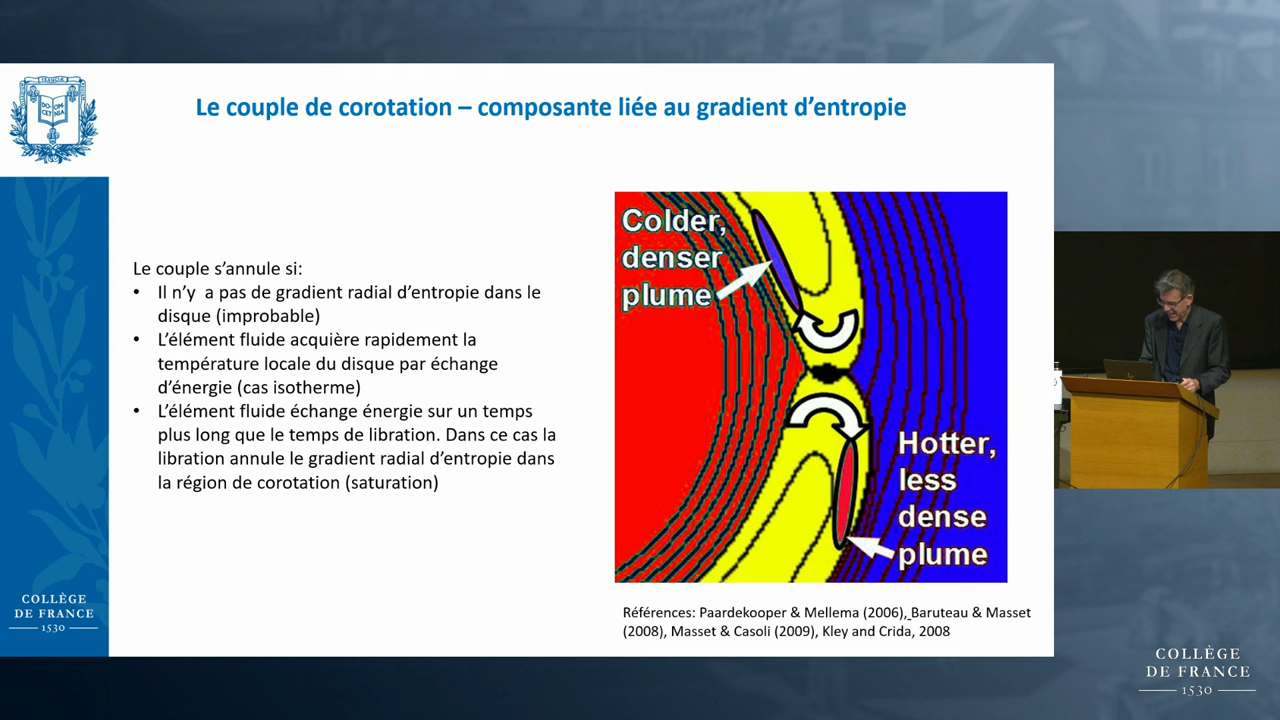 Le couple de corotation – composante liée au gradient d’entropie
Le couple s’annule si:
• Il n’y a pas de gradient radial d’entropie dans le
disque (improbable)
• L’élément fluide acquière rapidement la
température locale du disque par échange
d’énergie (cas isotherme)
• L’élément fluide échange énergie sur un temps
plus long que le temps de libration. Dans ce cas la
libration annule le gradient radial d’entropie dans
la région de corotation (saturation)
Colder,
denser
plume
Hotter,
less
dense
plume
Références: Paardekooper & Mellema (2006), Baruteau & Masset
(2008), Masset & Casoli (2009), Kley and Crida, 2008
COLLÈGE
DE FRANCE
1530
COLLÈGE
DE FRANCE
1530